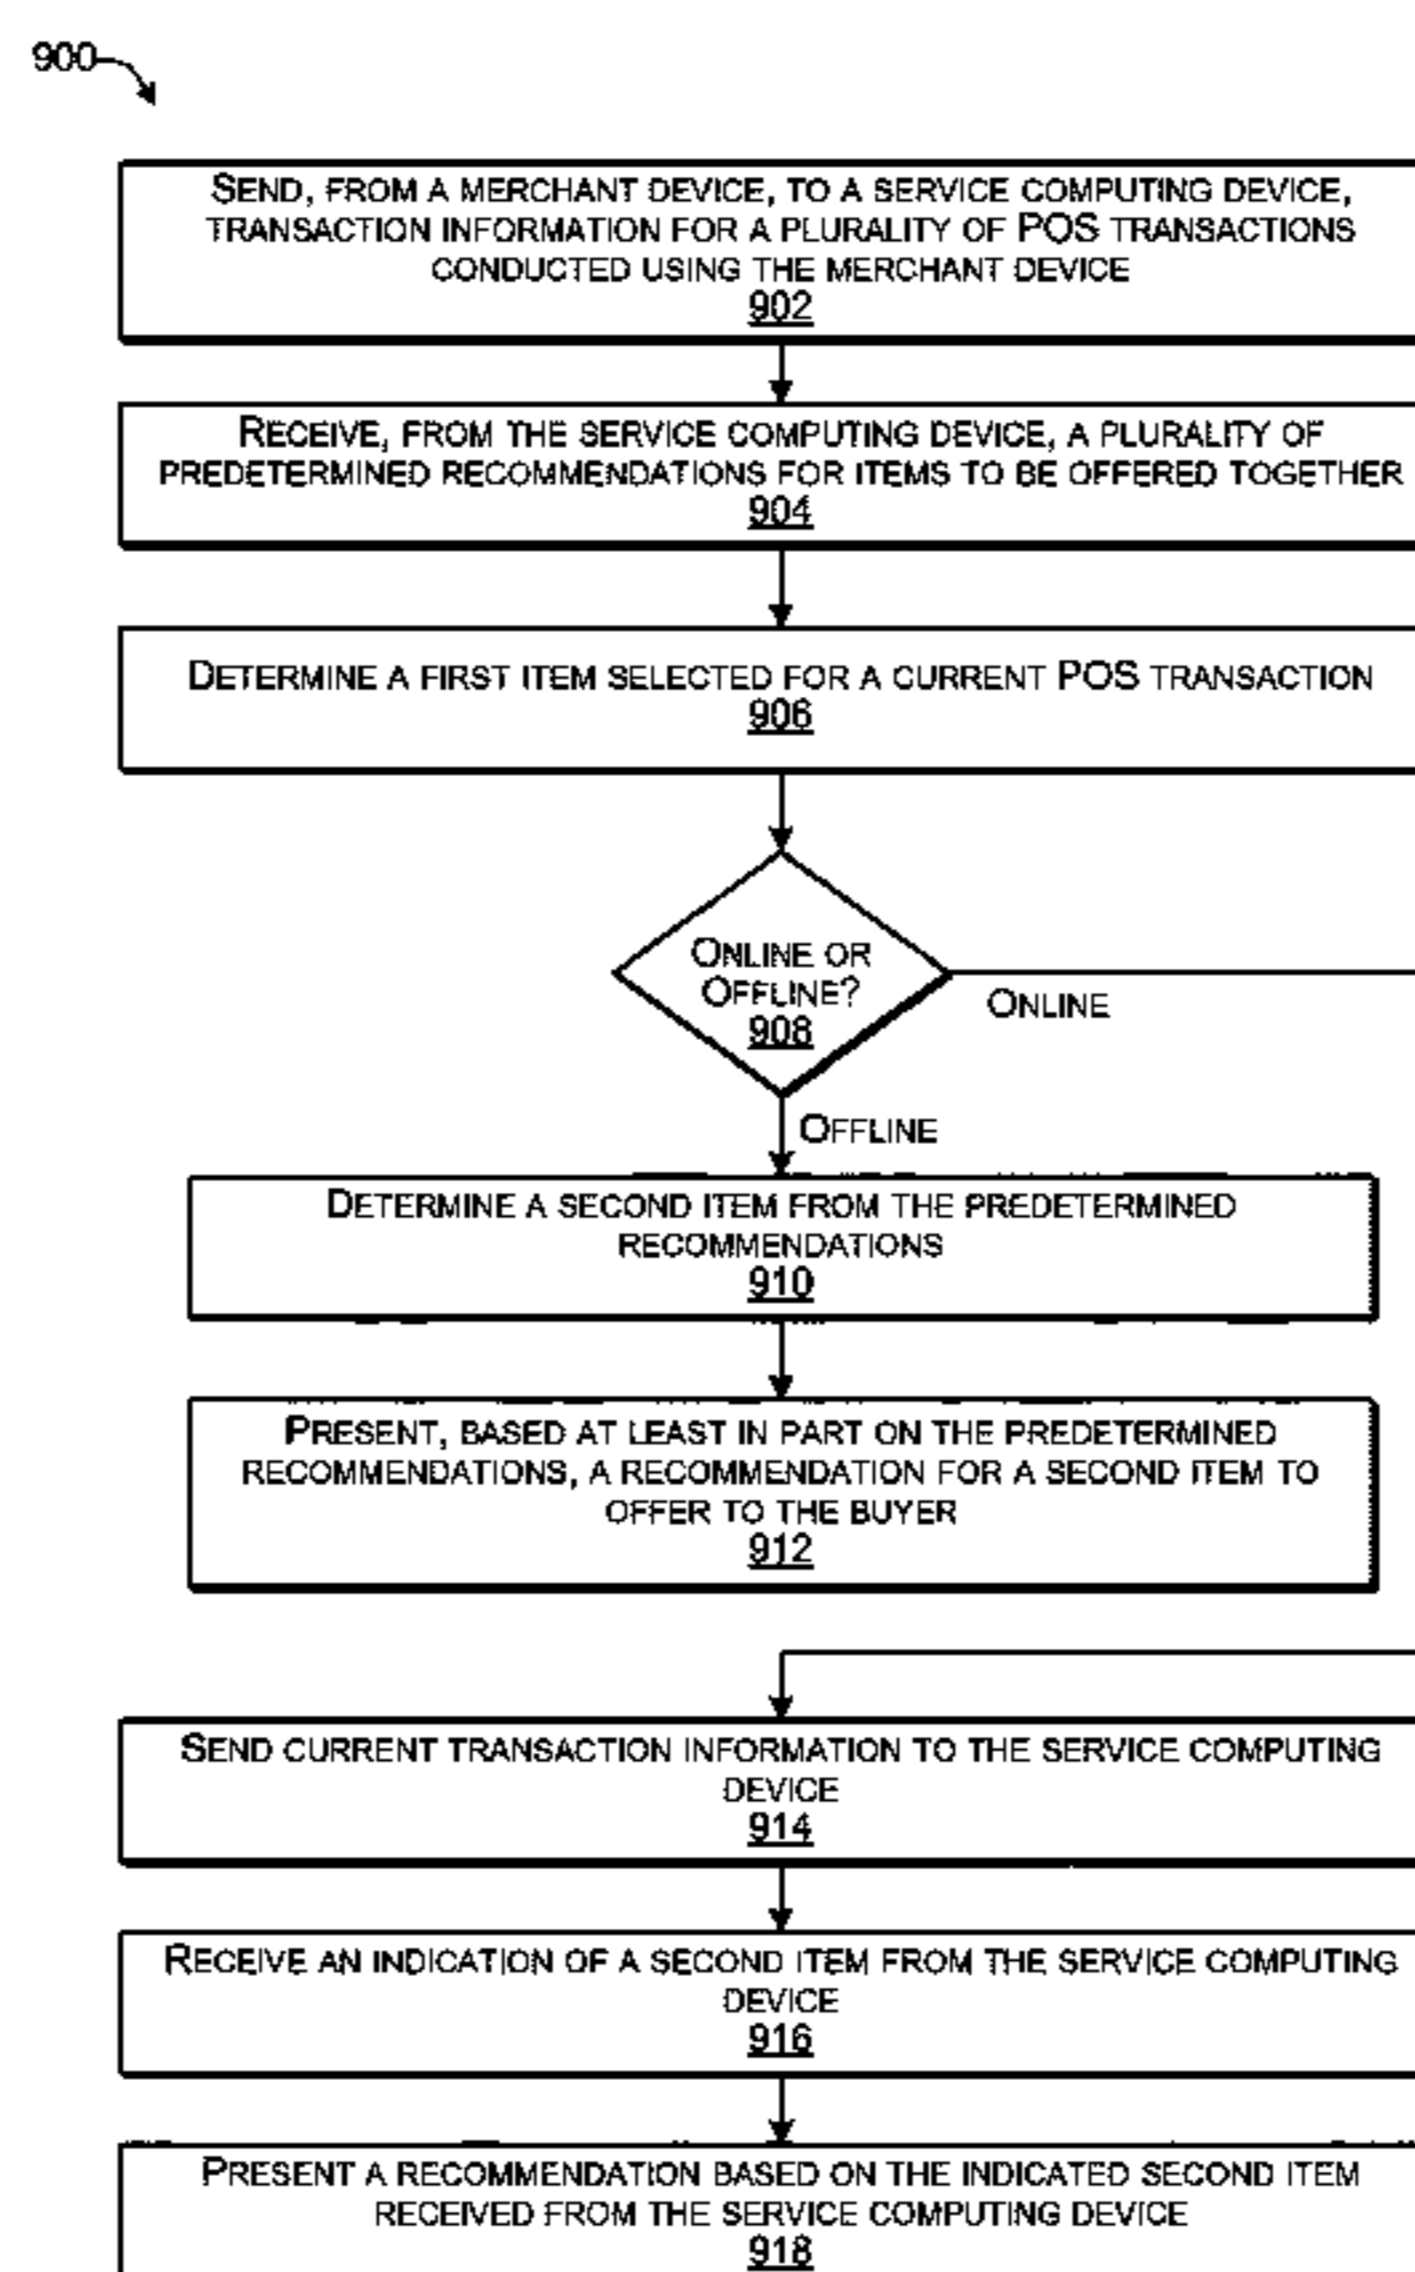 900
SEND, FROM A MERCHANT DEVICE, TO A SERVICE COMPUTING DEVICE,
TRANSACTION INFORMATION FOR A PLURALITY OF POS TRANSACTIONS
CONDUCTED USING THE MERCHANT DEVICE
902
RECEIVE, FROM THE SERVICE COMPUTING DEVICE, A PLURALITY OF
PREDETERMINED RECOMMENDATIONS FOR ITEMS TO BE OFFERED TOGETHER
904
DETERMINE A FIRST ITEM SELECTED FOR A CURRENT POS TRANSACTION
906
ONLINE OR
OFFLINE?
908
ONLINE
OFFLINE
DETERMINE A SECOND ITEM FROM THE PREDETERMINED
RECOMMENDATIONS
910
PRESENT, BASED AT LEAST IN PART ON THE PREDETERMINED
RECOMMENDATIONS, A RECOMMENDATION FOR A SECOND ITEM TO
OFFER TO THE BUYER
912
SEND CURRENT TRANSACTION INFORMATION TO THE SERVICE COMPUTING
DEVICE
914
RECEIVE AN INDICATION OF A SECOND ITEM FROM THE SERVICE COMPUTING
DEVICE
916
PRESENT A RECOMMENDATION BASED ON THE INDICATED SECOND ITEM
RECEIVED FROM THE SERVICE COMPUTING DEVICE
918